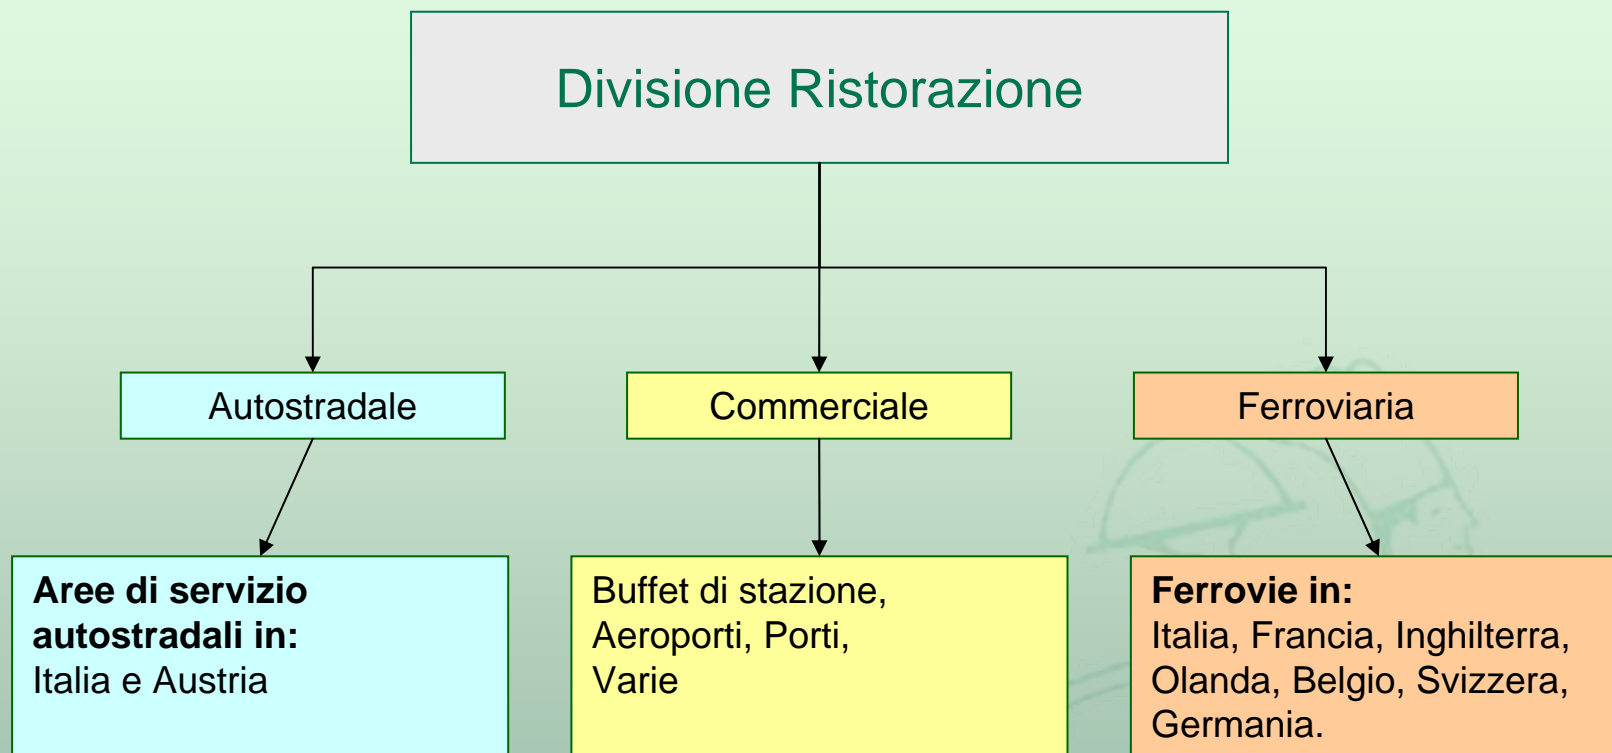 Divisione Ristorazione
Autostradale
Commerciale
Ferroviaria
Aree di servizio
autostradali in:
Italia e Austria
Buffet di stazione,
Aeroporti, Porti,
Varie
Ferrovie in:
Italia, Francia, Inghilterra,
Olanda, Belgio, Svizzera,
Germania.